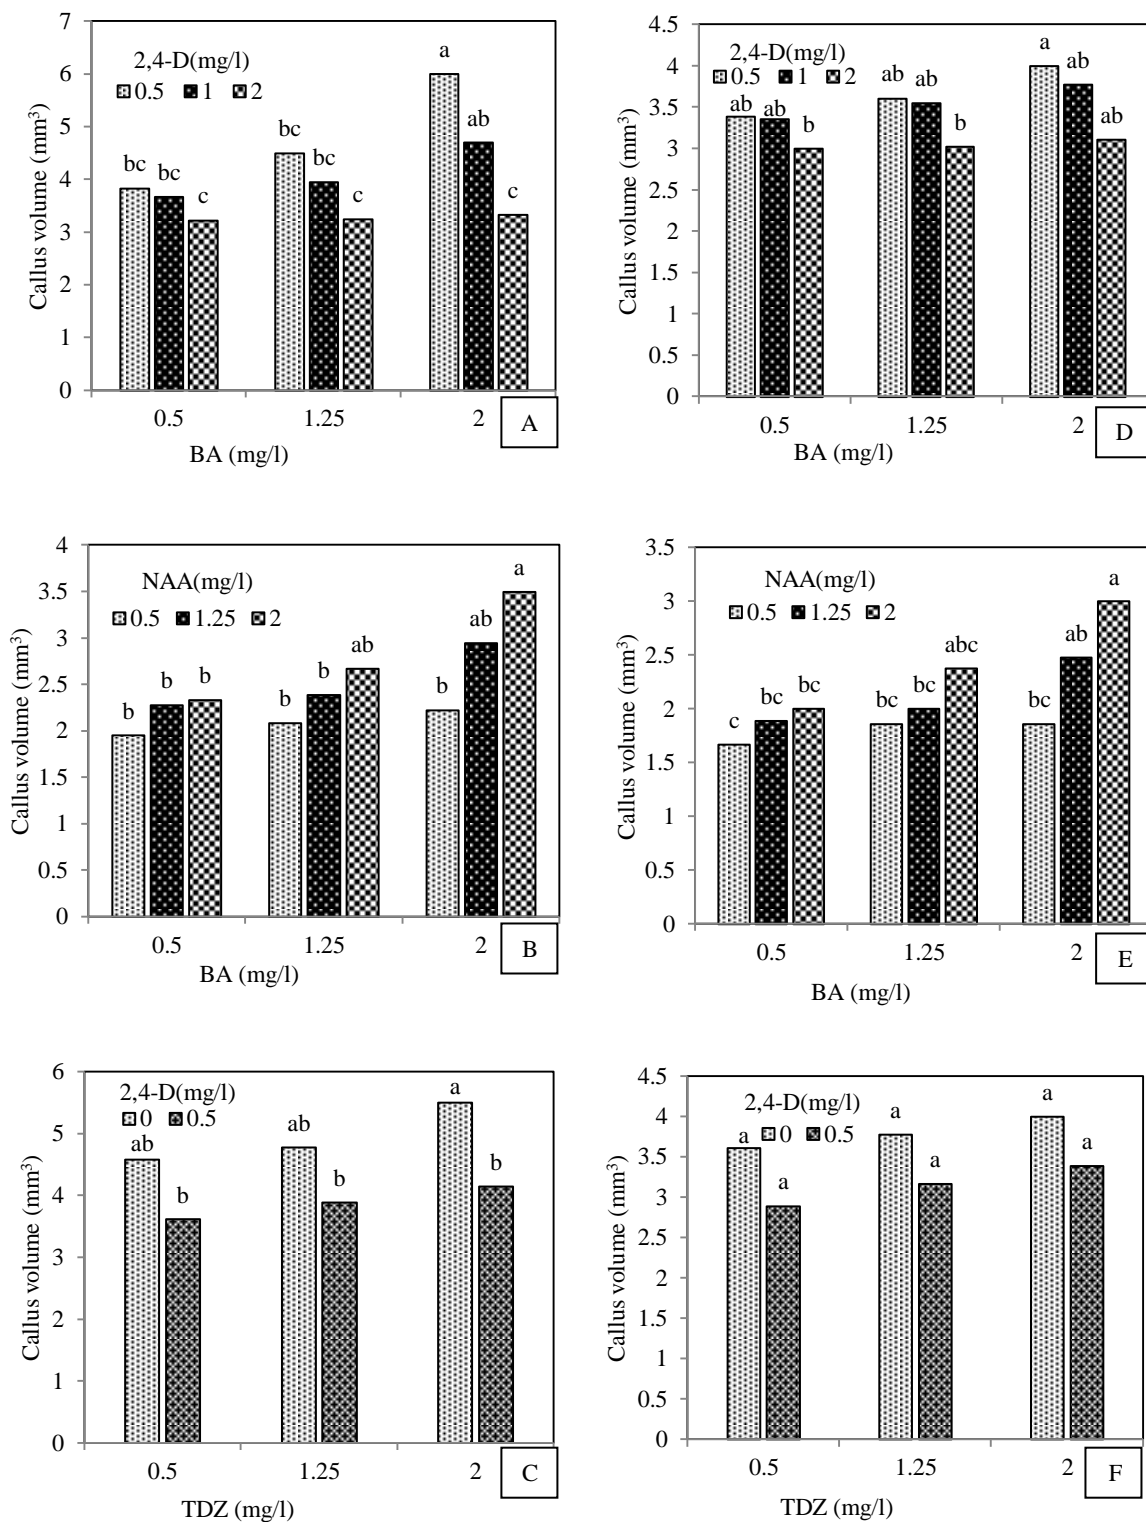 7
6
5
4
3
2
1
0
Callus volume (mm³)
2,4-D(mg/l)
0.5 1 2
bc bc c
bc bc c
a ab c
0.5 1.25 2
BA (mg/l)
A
4.5
4
3.5
3
2.5
2
1.5
1
0.5
0
Callus volume (mm³)
2,4-D(mg/l)
0.5 1 2
ab ab b
ab ab b
a ab ab
0.5 1.25 2
BA (mg/l)
D
4
3.5
3
2.5
2
1.5
1
0.5
0
Callus volume (mm³)
NAA(mg/l)
0.5 1.25 2
b b b
b b ab
b ab a
0.5 1.25 2
BA (mg/l)
B
3.5
3
2.5
2
1.5
1
0.5
0
Callus volume (mm³)
NAA(mg/l)
0.5 1.25 2
c bc bc
bc bc abc
bc ab a
0.5 1.25 2
BA (mg/l)
E
6
5
4
3
2
1
0
Callus volume (mm³)
2,4-D(mg/l)
0 0.5
ab b
ab b
a b
0.5 1.25 2
TDZ (mg/l)
C
4.5
4
3.5
3
2.5
2
1.5
1
0.5
0
Callus volume (mm³)
2,4-D(mg/l)
0 0.5
a a
a a
a a
0.5 1.25 2
TDZ (mg/l)
F